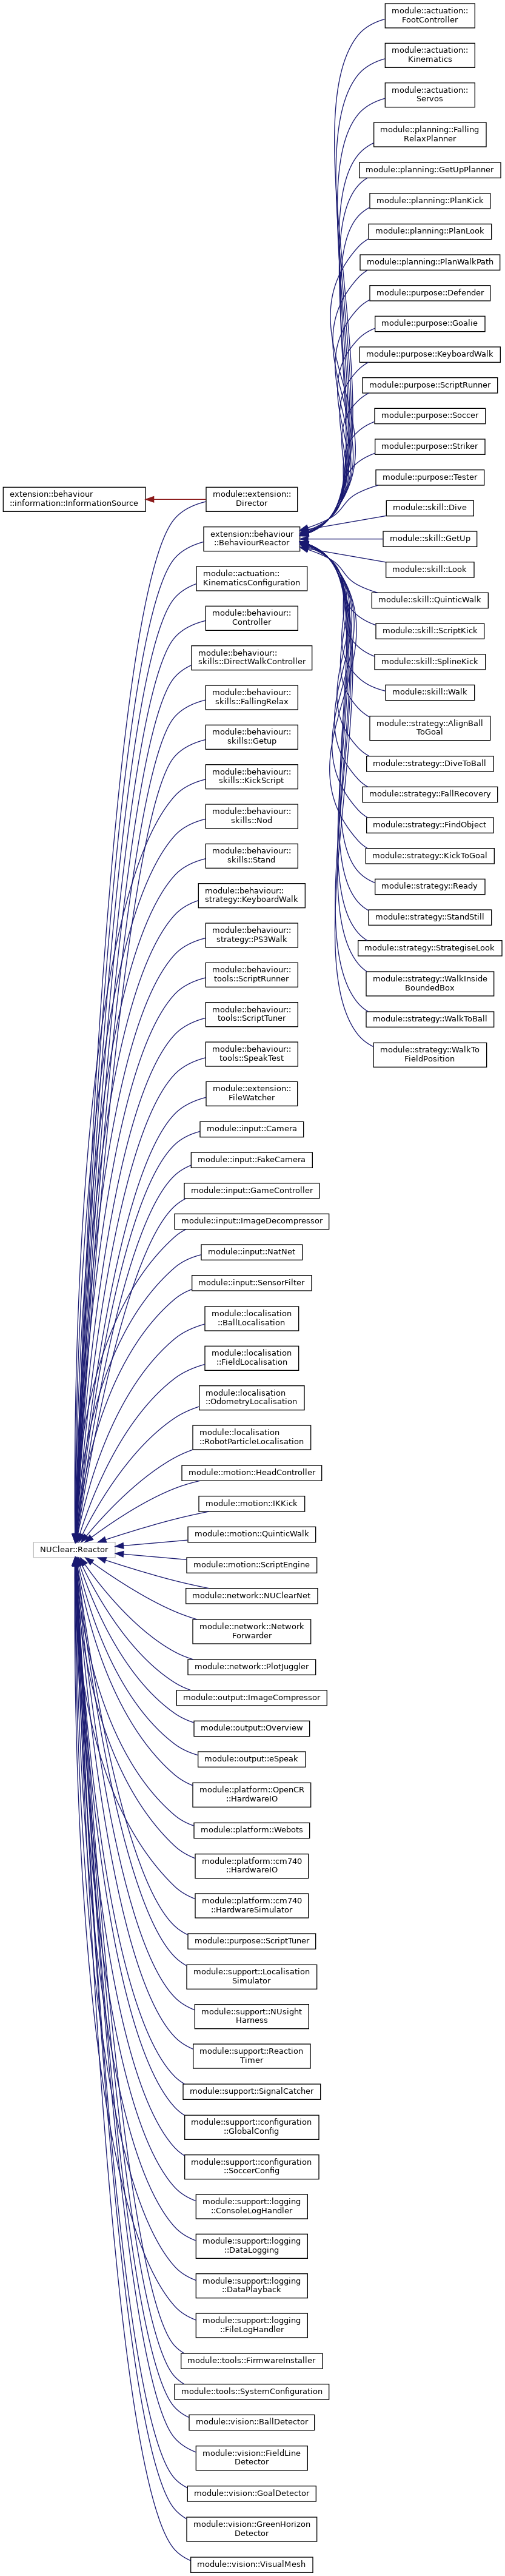 module::actuation::
FootController
module::actuation::
Kinematics
module::actuation::
Servos
module::planning::Falling
RelaxPlanner
module::planning::GetUpPlanner
module::planning::PlanKick
module::planning::PlanLook
module::planning::PlanWalkPath
module::purpose::Defender
module::purpose::Goalie
module::purpose::KeyboardWalk
module::purpose::ScriptRunner
module::purpose::Soccer
module::purpose::Striker
module::purpose::Tester
module::skill::Dive
module::skill::GetUp
module::skill::Look
module::skill::QuinticWalk
module::skill::ScriptKick
module::skill::SplineKick
module::skill::Walk
module::strategy::AlignBall
ToGoal
module::strategy::DiveToBall
module::strategy::FallRecovery
module::strategy::FindObject
module::strategy::KickToGoal
module::strategy::Ready
module::strategy::StandStill
module::strategy::StrategiseLook
module::strategy::WalkInside
BoundedBox
module::strategy::WalkToBall
module::strategy::WalkTo
FieldPosition
extension::behaviour
::information::InformationSource
module::extension::
Director
extension::behaviour
::BehaviourReactor
module::actuation::
KinematicsConfiguration
module::behaviour::
Controller
module::behaviour::
skills::DirectWalkController
module::behaviour::
skills::FallingRelax
module::behaviour::
skills::Getup
module::behaviour::
skills::KickScript
module::behaviour::
skills::Nod
module::behaviour::
skills::Stand
module::behaviour::
strategy::KeyboardWalk
module::behaviour::
strategy::PS3Walk
module::behaviour::
tools::ScriptRunner
module::behaviour::
tools::ScriptTuner
module::behaviour::
tools::SpeakTest
module::extension::
FileWatcher
module::input::Camera
module::input::FakeCamera
module::input::GameController
module::input::ImageDecompressor
module::input::NatNet
module::input::SensorFilter
module::localisation
::BallLocalisation
module::localisation
::FieldLocalisation
module::localisation
::OdometryLocalisation
module::localisation
::RobotParticleLocalisation
module::motion::HeadController
module::motion::IKKick
module::motion::QuinticWalk
NUClear::Reactor
module::motion::ScriptEngine
module::network::NUClearNet
module::network::Network
Forwarder
module::network::PlotJuggler
module::output::ImageCompressor
module::output::Overview
module::output::eSpeak
module::platform::OpenCR
::HardwareIO
module::platform::Webots
module::platform::cm740
::HardwareIO
module::platform::cm740
::HardwareSimulator
module::purpose::ScriptTuner
module::support::Localisation
Simulator
module::support::NUsight
Harness
module::support::Reaction
Timer
module::support::SignalCatcher
module::support::configuration
::GlobalConfig
module::support::configuration
::SoccerConfig
module::support::logging
::ConsoleLogHandler
module::support::logging
::DataLogging
module::support::logging
::DataPlayback
module::support::logging
::FileLogHandler
module::tools::FirmwareInstaller
module::tools::SystemConfiguration
module::vision::BallDetector
module::vision::FieldLine
Detector
module::vision::GoalDetector
module::vision::GreenHorizon
Detector
module::vision::VisualMesh